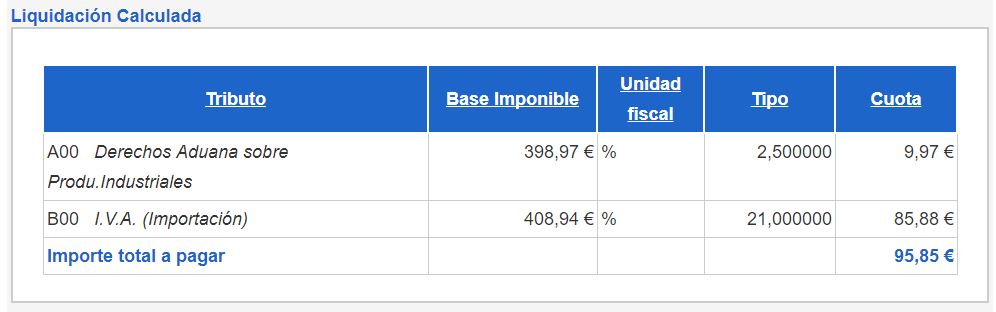 Liquidación Calculada
Tributo Base Imponible Unidad fiscal Tipo Cuota
A00 Derechos Aduana sobre Produ.Industriales 398,97 € % 2,500000 9,97 €
B00 I.V.A. (Importación) 408,94 € % 21,000000 85,88 €
Importe total a pagar 95,85 €